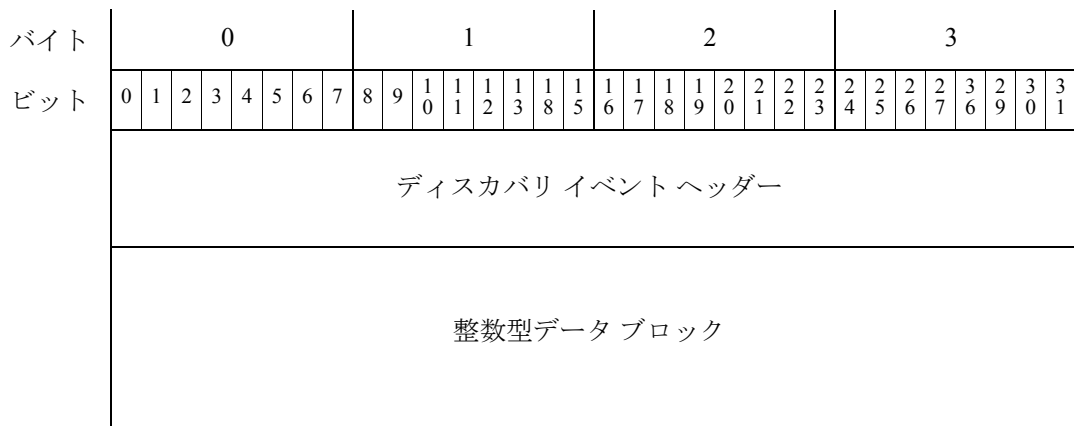 バイト 0 1 2 3
ビット 0 1 2 3 4 5 6 7 8 9 10 11 12 13 18 15 16 17 18 19 20 21 22 23 24 25 26 27 36 29 30 31
ディスカバリ イベント ヘッダー
整数型データ ブロック